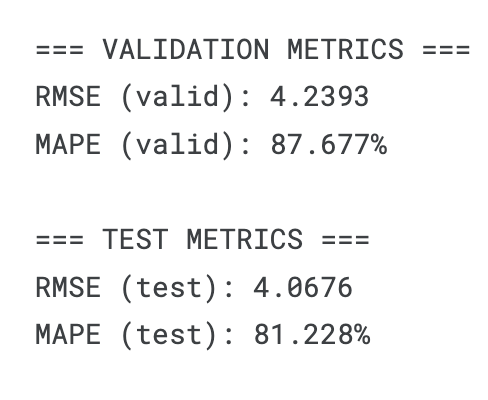 === VALIDATION METRICS ===
RMSE (valid): 4.2393
MAPE (valid): 87.677%
=== TEST METRICS ===
RMSE (test): 4.0676
MAPE (test): 81.228%